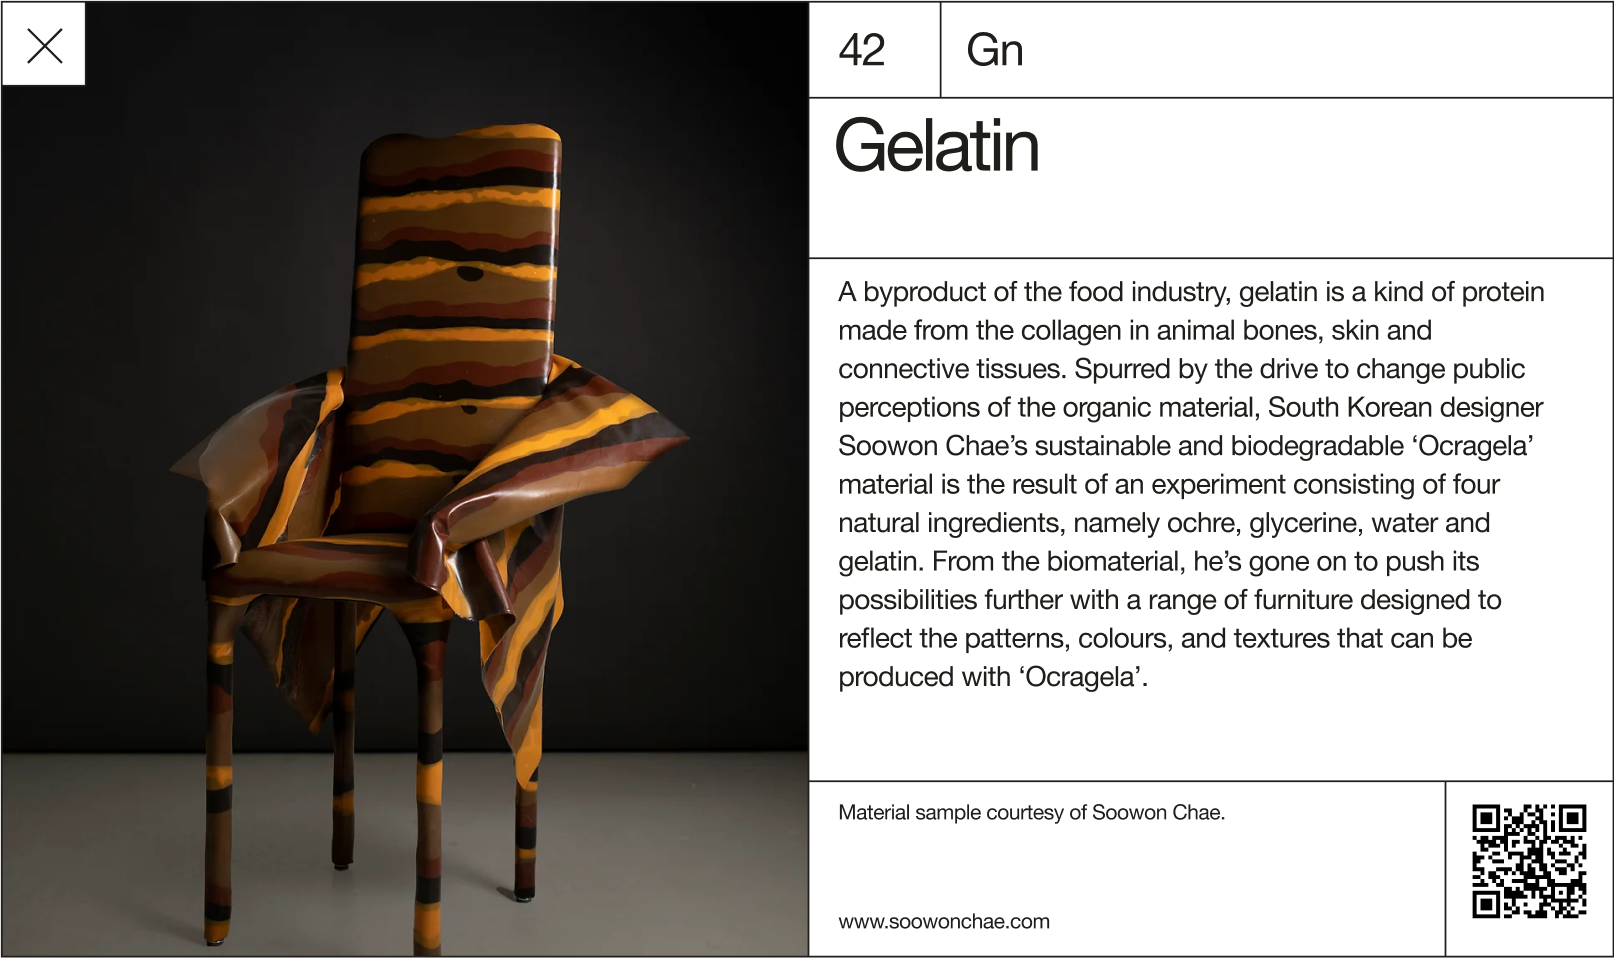 42
Gn
Gelatin
A byproduct of the food industry, gelatin is a kind of protein
made from the collagen in animal bones, skin and
connective tissues. Spurred by the drive to change public
perceptions of the organic material, South Korean designer
Soowon Chae’s sustainable and biodegradable ‘Ocragela’
material is the result of an experiment consisting of four
natural ingredients, namely ochre, glycerine, water and
gelatin. From the biomaterial, he’s gone on to push its
possibilities further with a range of furniture designed to
reflect the patterns, colours, and textures that can be
produced with ‘Ocragela’.
Material sample courtesy of Soowon Chae.
www.soowonchae.com